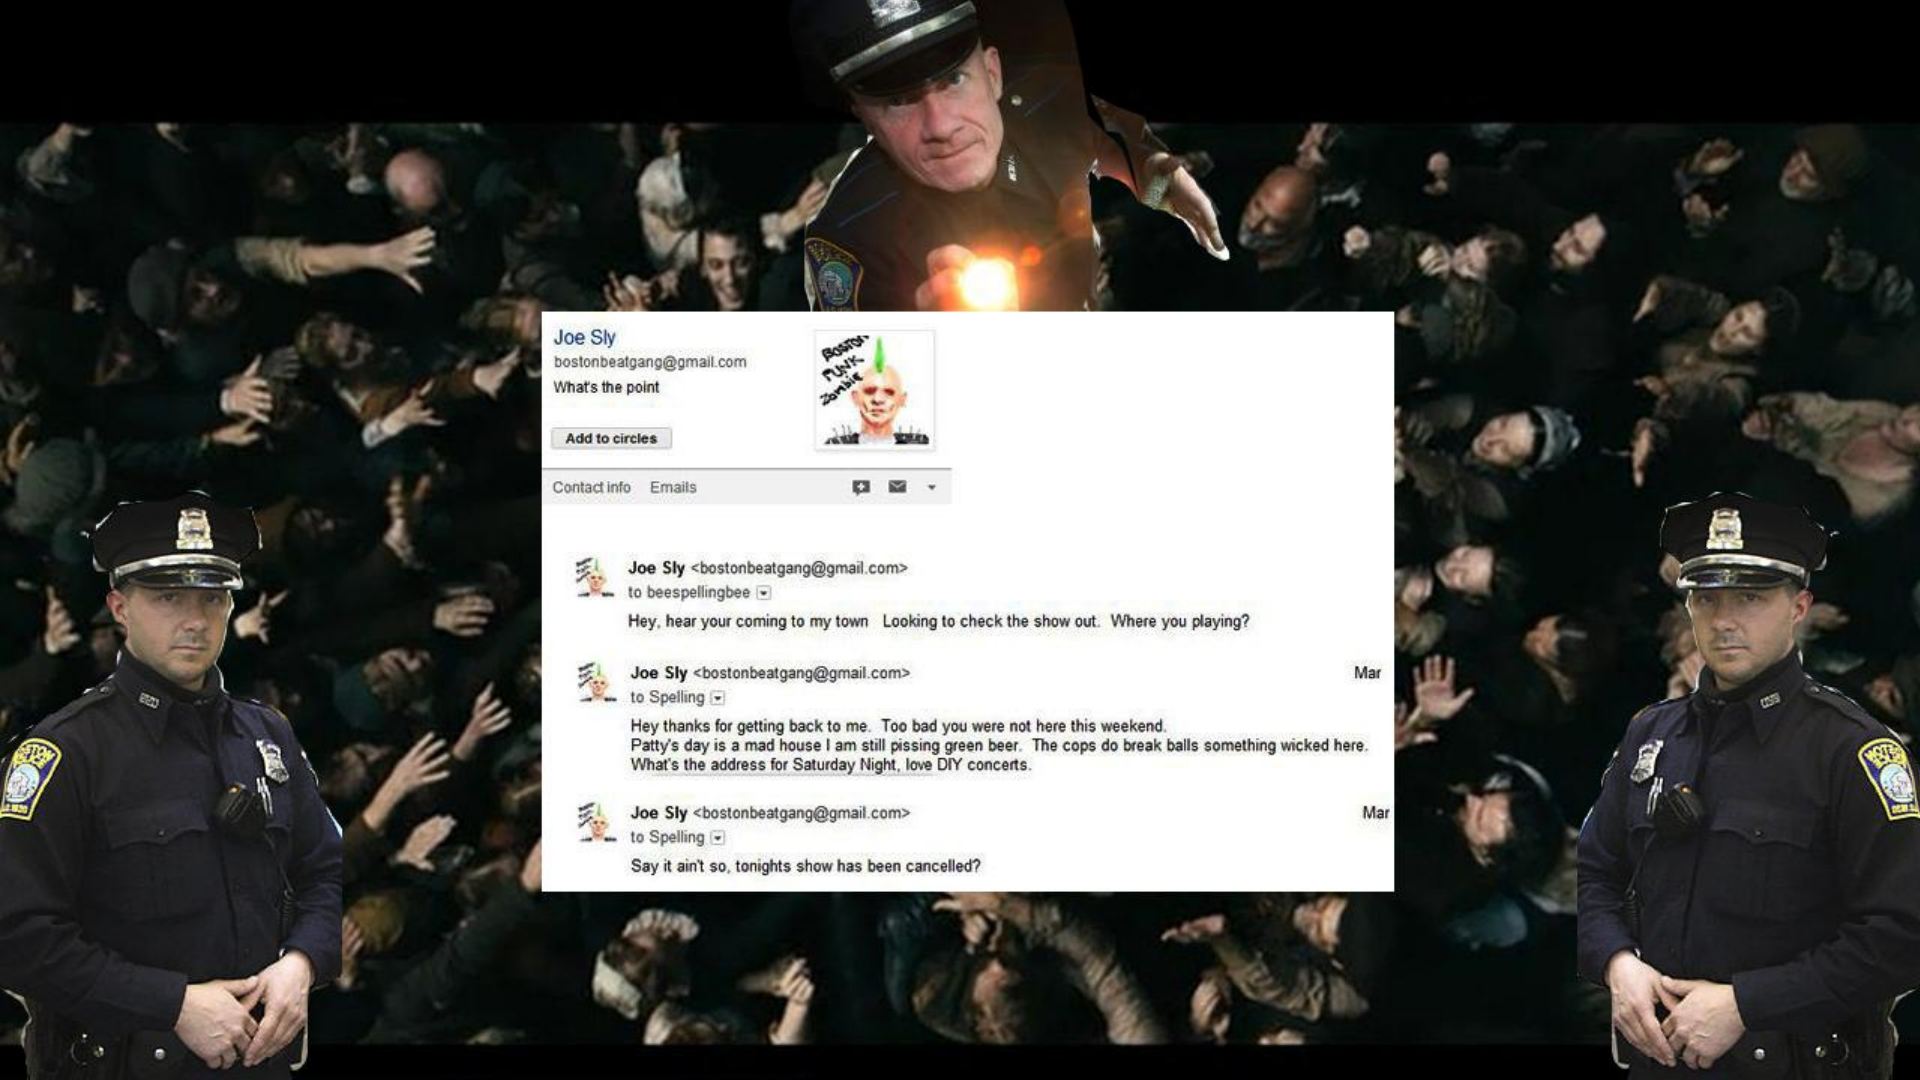 Joe Sly
bostonbeatgang@gmail.com
What's the point
BOSTON
PUNK
Zombie
Add to circles
Contact info Emails
Joe Sly <bostonbeatgang@gmail.com>
to beespellingbee
Hey, hear your coming to my town Looking to check the show out. Where you playing?
Joe Sly <bostonbeatgang@gmail.com> Mar
to Spelling
Hey thanks for getting back to me. Too bad you were not here this weekend.
Patty's day is a mad house I am still pissing green beer. The cops do break balls something wicked here.
What's the address for Saturday Night, love DIY concerts.
Joe Sly <bostonbeatgang@gmail.com> Mar
to Spelling
Say it ain't so, tonights show has been cancelled?